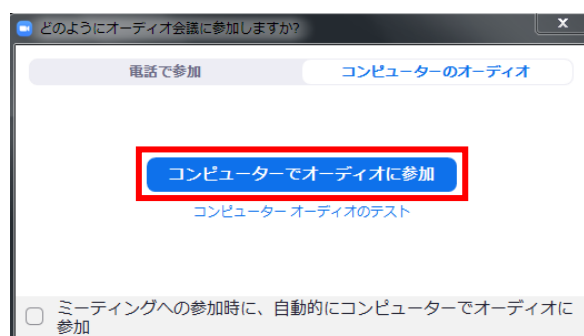 どのようにオーディオ会議に参加しますか?
電話で参加
コンピューターのオーディオ
コンピューターでオーディオに参加
コンピューター オーディオのテスト
ミーティングへの参加時に、自動的にコンピューターでオーディオに
参加